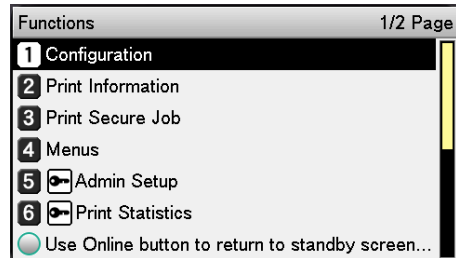 Functions 1/2 Page
1 Configuration
2 Print Information
3 Print Secure Job
4 Menus
5 Admin Setup
6 Print Statistics
Use Online button to return to standby screen...